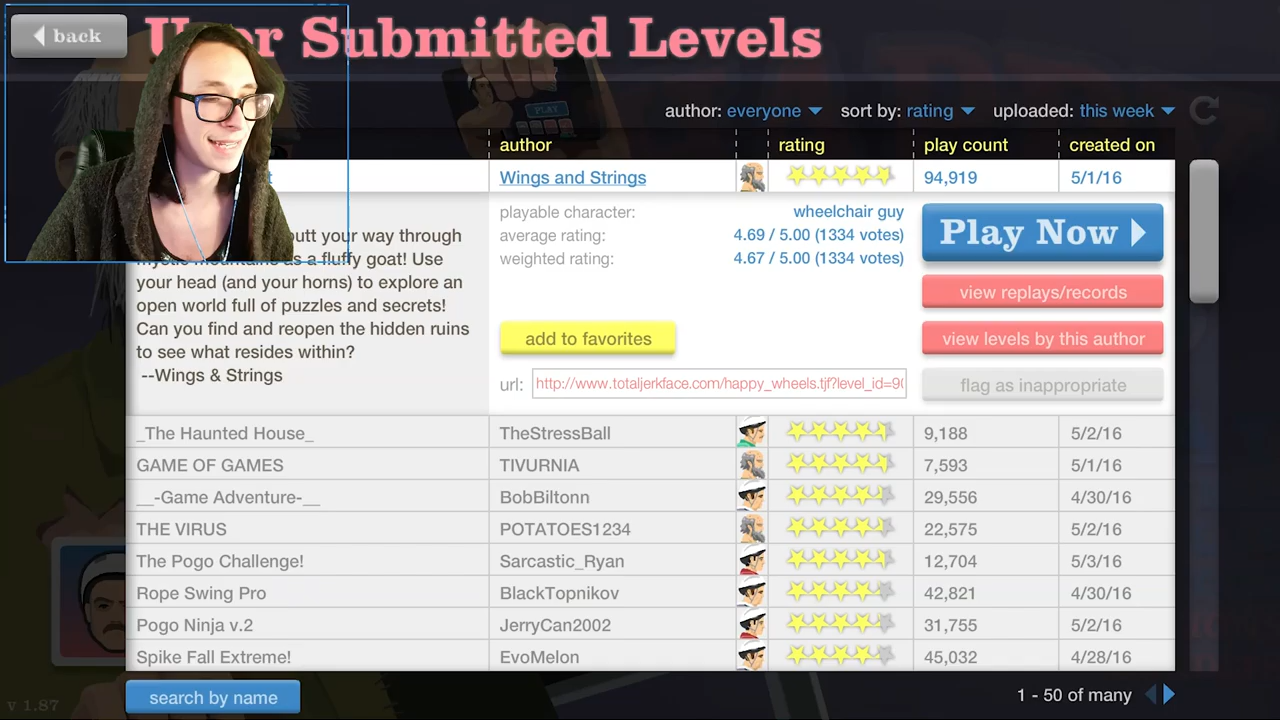 back
User Submitted Levels
author: everyone sort by: rating uploaded: this week
author rating play count created on
Wings and Strings 94,919 5/1/16
playable character: wheelchair guy
average rating: 4.69 / 5.00 (1334 votes)
weighted rating: 4.67 / 5.00 (1334 votes)
your way through
as a fluffy goat! Use
your head (and your horns) to explore an
open world full of puzzles and secrets!
Can you find and reopen the hidden ruins
to see what resides within?
--Wings & Strings
Play Now
view replays/records
view levels by this author
flag as inappropriate
add to favorites
url: http://www.totaljerkface.com/happy_wheels.tjf?level_id=9
_The Haunted House_ TheStressBall 9,188 5/2/16
GAME OF GAMES TIVURNIA 7,593 5/1/16
__-Game Adventure-__ BobBiltonn 29,556 4/30/16
THE VIRUS POTATOES1234 22,575 5/2/16
The Pogo Challenge! Sarcastic_Ryan 12,704 5/3/16
Rope Swing Pro BlackTopnikov 42,821 4/30/16
Pogo Ninja v.2 JerryCan2002 31,755 5/2/16
Spike Fall Extreme! EvoMelon 45,032 4/28/16
search by name
1 - 50 of many
v 1.87
PLAY